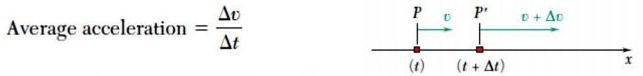 Average acceleration = Δv/Δt
P v P′ v + Δv
(t) (t + Δt) x